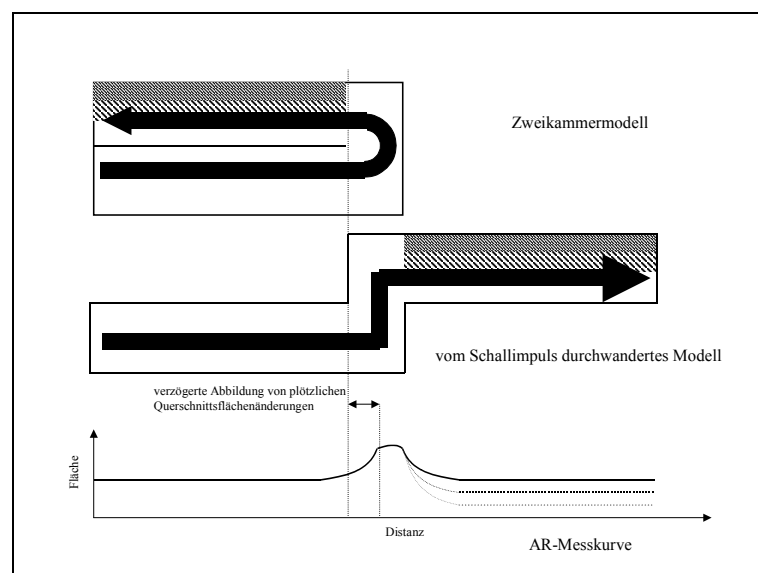 Zweikammermodell
vom Schallimpuls durchwandertes Modell
verzögerte Abbildung von plötzlichen
Querschnittsflächenänderungen
Fläche
Distanz
AR-Messkurve